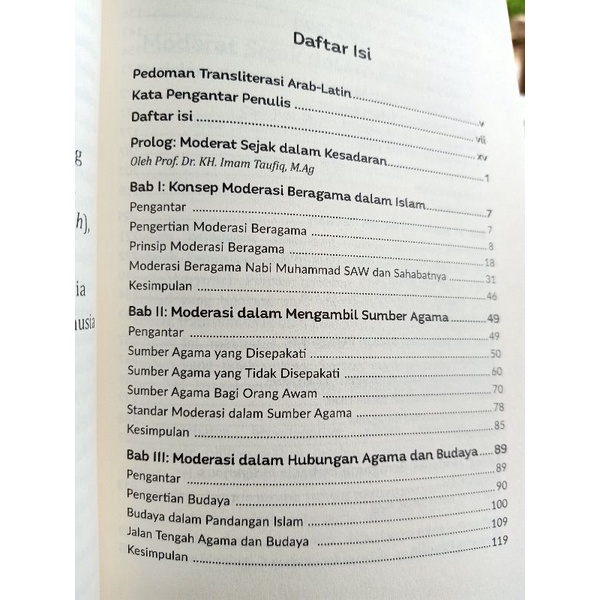 Daftar Isi
Pedoman Transliterasi Arab-Latin v
Kata Pengantar Penulis vii
Daftar isi xv
Prolog: Moderat Sejak dalam Kesadaran 1
Oleh Prof. Dr. KH. Imam Taufiq, M.Ag
Bab I: Konsep Moderasi Beragama dalam Islam 7
Pengantar 7
Pengertian Moderasi Beragama 8
Prinsip Moderasi Beragama 18
Moderasi Beragama Nabi Muhammad SAW dan Sahabatnya 31
Kesimpulan 46
Bab II: Moderasi dalam Mengambil Sumber Agama 49
Pengantar 49
Sumber Agama yang Disepakati 50
Sumber Agama yang Tidak Disepakati 60
Sumber Agama Bagi Orang Awam 70
Standar Moderasi dalam Sumber Agama 78
Kesimpulan 85
Bab III: Moderasi dalam Hubungan Agama dan Budaya 89
Pengantar 89
Pengertian Budaya 90
Budaya dalam Pandangan Islam 100
Jalan Tengah Agama dan Budaya 109
Kesimpulan 119